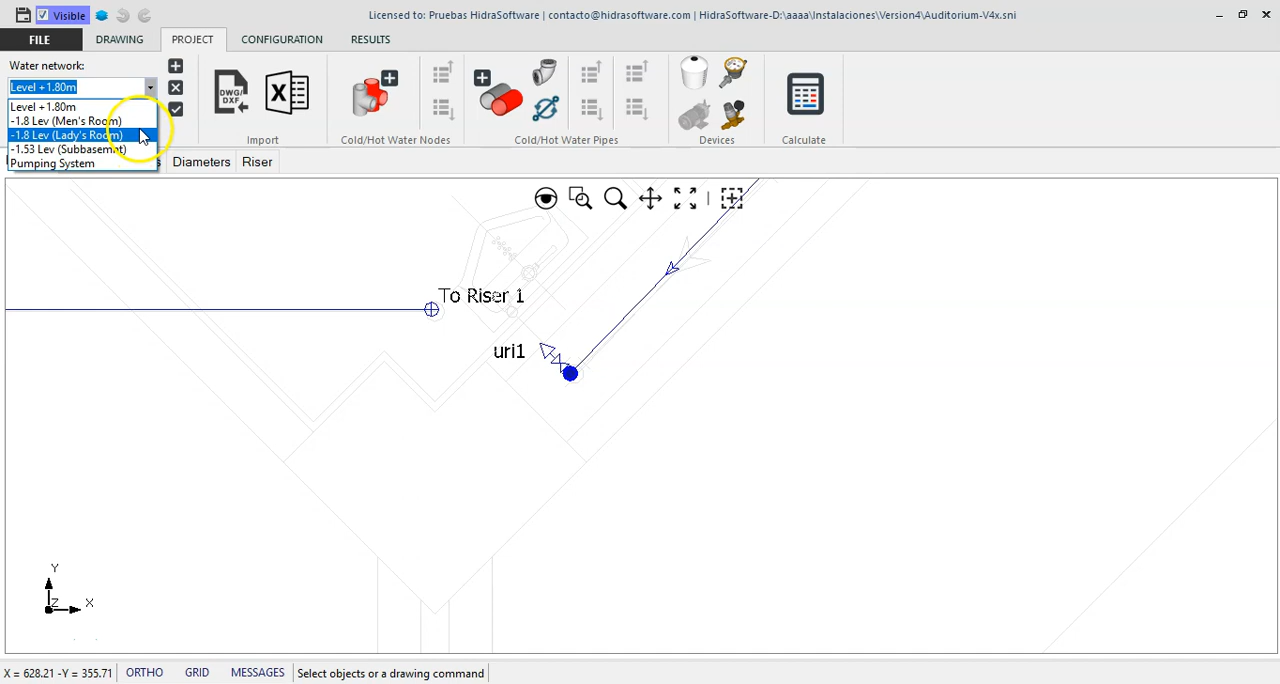 Visible
Licensed to: Pruebas HidraSoftware | contacto@hidrasoftware.com | HidraSoftware-D:\aaaa\Instalaciones\Version4\Auditorium-V4x.sni
FILE
DRAWING
PROJECT
CONFIGURATION
RESULTS
Water network:
Level +1.80m
Level +1.80m
-1.8 Lev (Men's Room)
-1.8 Lev (Lady's Room)
-1.53 Lev (Subasemnt)
Pumping System
DWG/
DXF
Import
Cold/Hot Water Nodes
Cold/Hot Water Pipes
Devices
Calculate
Diameters
Riser
To Riser 1
uri1
Y
Z
X
X = 628.21 -Y = 355.71
ORTHO
GRID
MESSAGES
Select objects or a drawing command